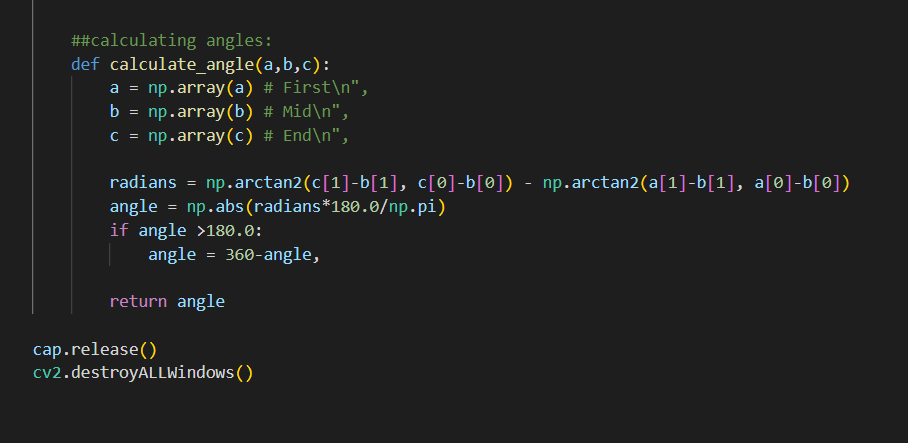 ##calculating angles:
def calculate_angle(a,b,c):
a = np.array(a) # First\n",
b = np.array(b) # Mid\n",
c = np.array(c) # End\n",
radians = np.arctan2(c[1]-b[1], c[0]-b[0]) - np.arctan2(a[1]-b[1], a[0]-b[0])
angle = np.abs(radians*180.0/np.pi)
if angle >180.0:
angle = 360-angle,
return angle
cap.release()
cv2.destroyALLWindows()